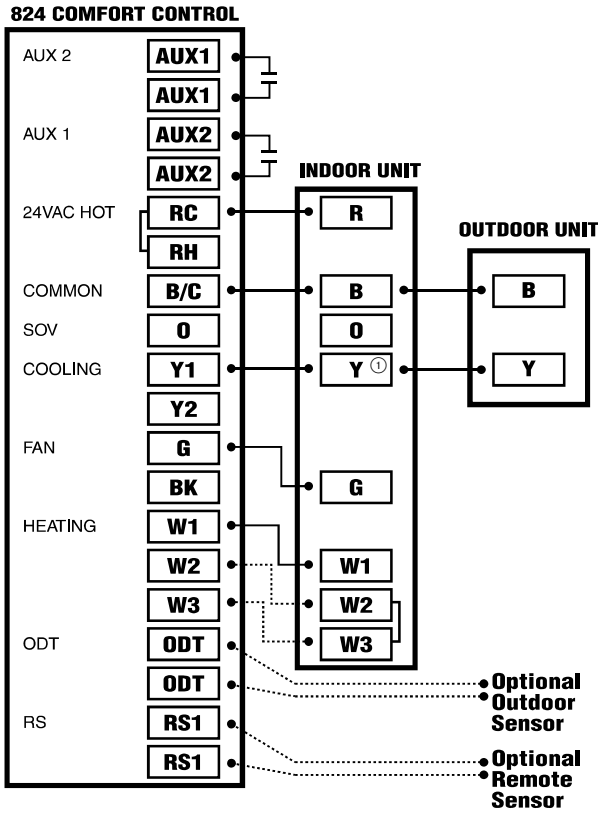 824 COMFORT CONTROL
AUX 2 AUX1
AUX1
AUX 1 AUX2
AUX2
INDOOR UNIT
24VAC HOT RC R
OUTDOOR UNIT
RH
COMMON B/C B B
SOV O O
COOLING Y1 Y ① Y
Y2
FAN G
BK G
HEATING W1
W2 W1
W3 W2
ODT ODT W3
ODT Optional
Outdoor
RS RS1 Sensor
RS1 Optional
Remote
Sensor